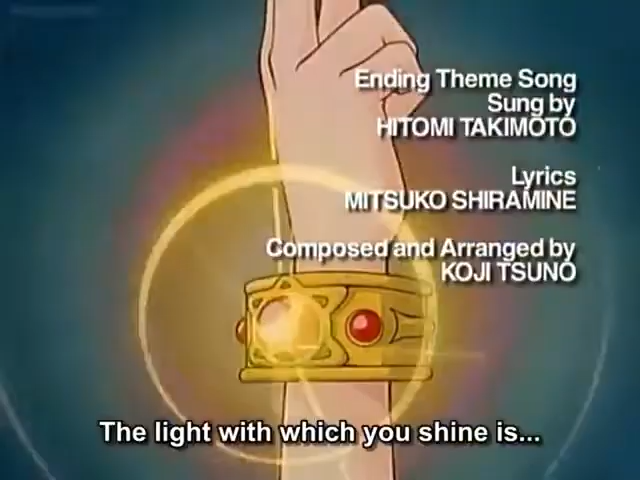 Ending Theme Song
Sung by
HITOMI TAKIMOTO
Lyrics
MITSUKO SHIRAMINE
Composed and Arranged by
KOJI TSUNO
The light with which you shine is...